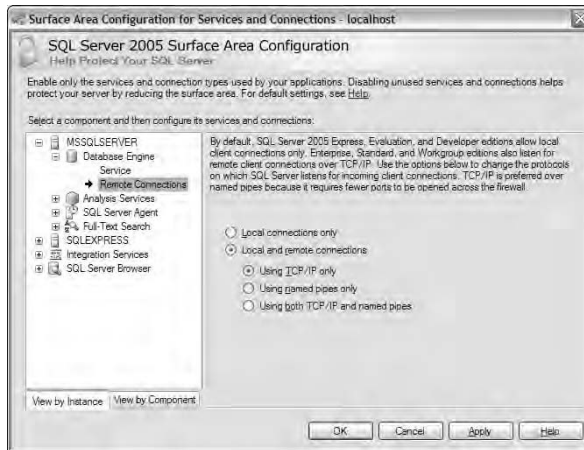 Surface Area Configuration for Services and Connections - localhost
SQL Server 2005 Surface Area Configuration
Help Protect Your SQL Server
Enable only the services and connection types used by your applications. Disabling unused services and connections helps
protect your server by reducing the surface area. For default settings, see Help.
Select a component and then configure its services and connections:
MSSQLSERVER
Database Engine
Service
Remote Connections
Analysis Services
SQL Server Agent
Full-Text Search
SQLEXPRESS
Integration Services
SQL Server Browser
By default, SQL Server 2005 Express, Evaluation, and Developer editions allow local
client connections only. Enterprise, Standard, and Workgroup editions also listen for
remote client connections over TCP/IP. Use the options below to change the protocols
on which SQL Server listens for incoming client connections. TCP/IP is preferred over
named pipes because it requires fewer ports to be opened across the firewall.
Local connections only
Local and remote connections
Using TCP/IP only
Using named pipes only
Using both TCP/IP and named pipes
View by Instance View by Component
OK Cancel Apply Help